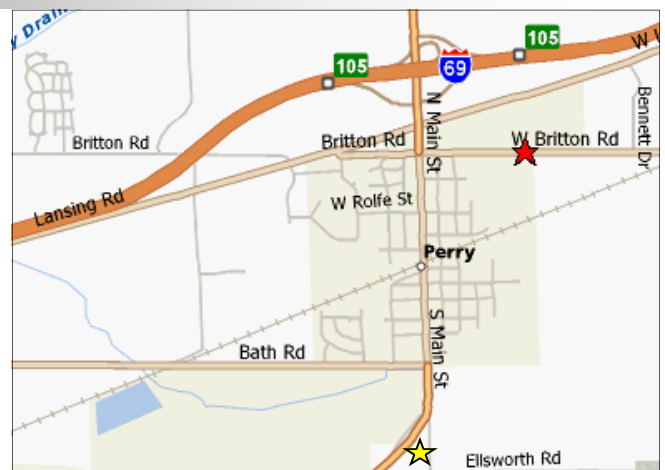 y Drain
105
105
W I
69
N Main St
Bennett Dr
Britton Rd
Britton Rd
W Britton Rd
Lansing Rd
W Rolfe St
Perry
S Main St
Bath Rd
Ellsworth Rd